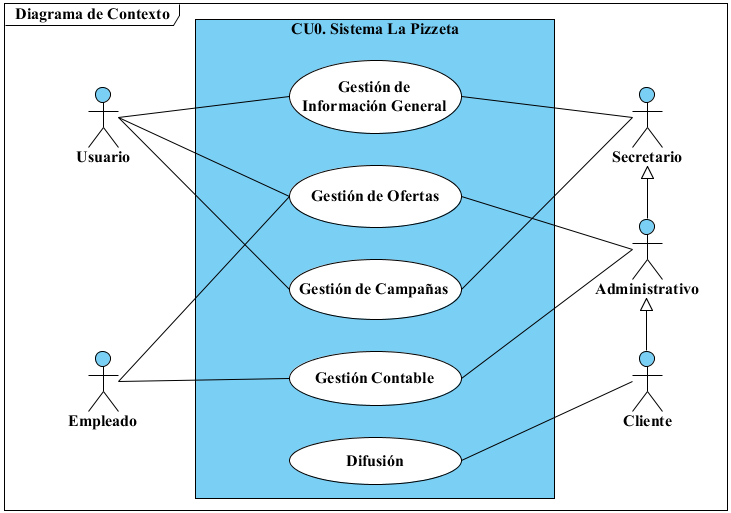 Diagrama de Contexto
CU0. Sistema La Pizzeta
Gestión de
Información General
Usuario
Secretario
Gestión de Ofertas
Gestión de Campañas
Administrativo
Gestión Contable
Empleado
Cliente
Difusión